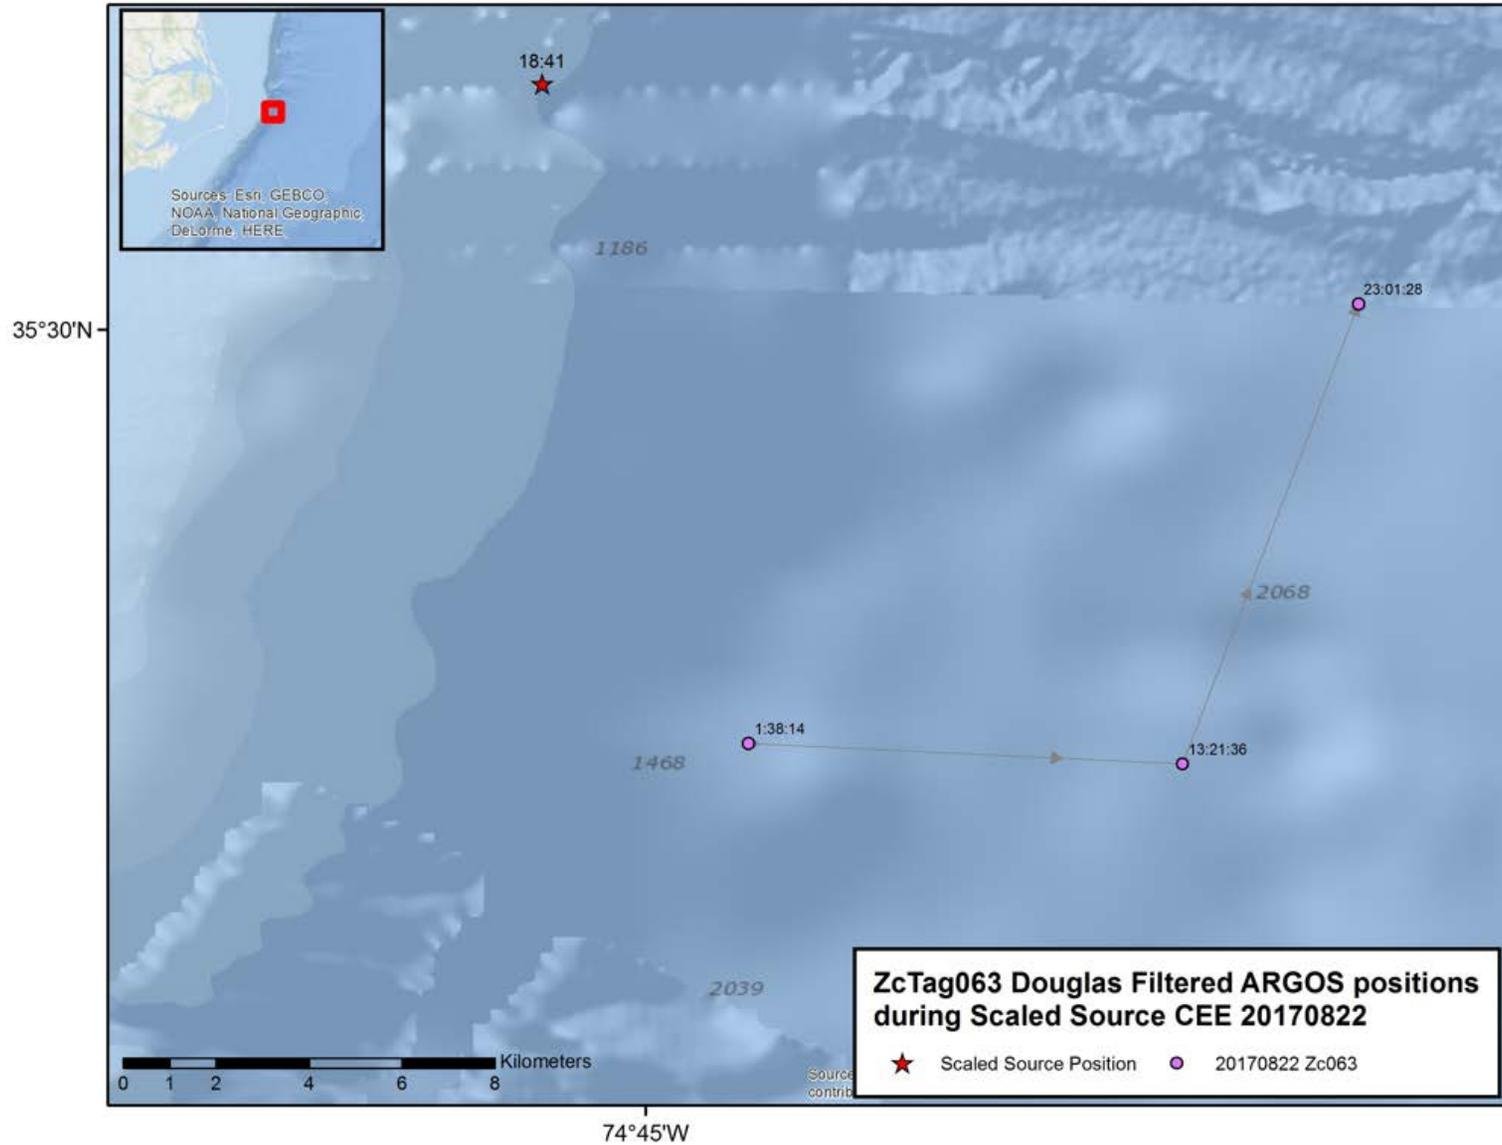 18:41
Sources: Esri, GEBCO,
NOAA, National Geographic,
DeLorme, HERE
1186
23:01:28
35°30'N
2068
1:38:14
13:21:36
1468
2039
ZcTag063 Douglas Filtered ARGOS positions
during Scaled Source CEE 20170822
Scaled Source Position
20170822 Zc063
Kilometers
0 1 2 4 6 8
Source
contrib
74°45'W